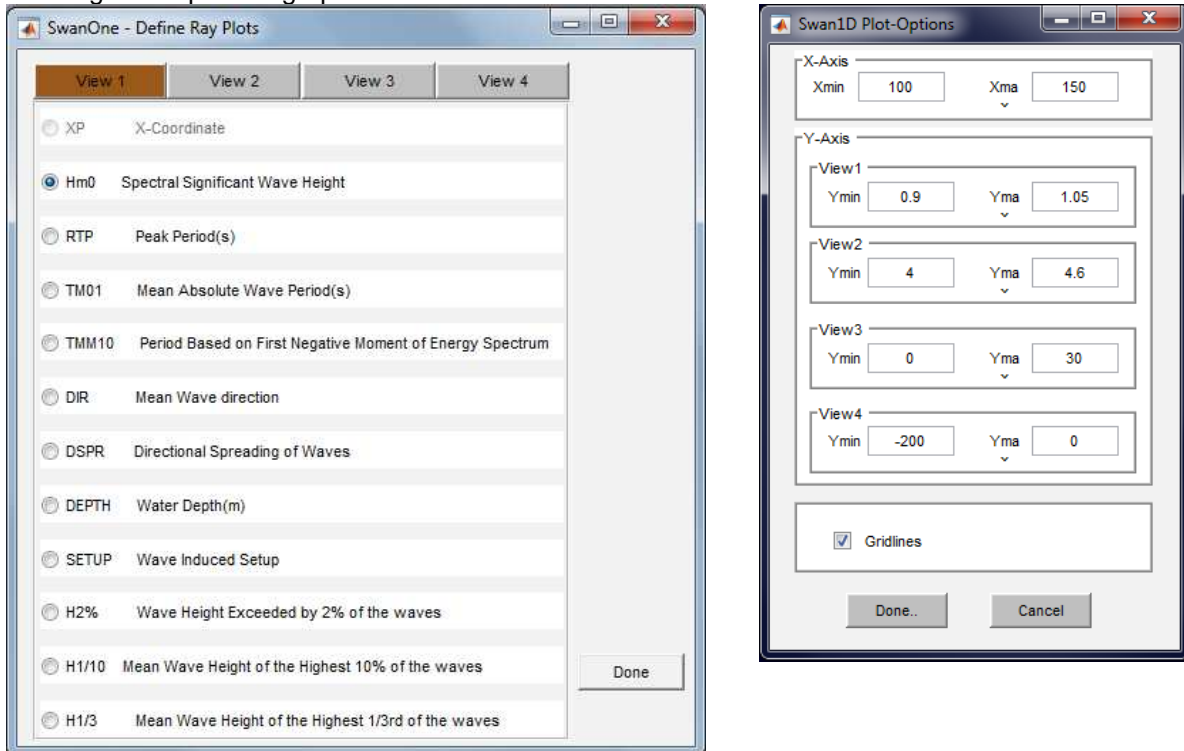 SwanOne - Define Ray Plots
View 1 View 2 View 3 View 4
XP X-Coordinate
Hm0 Spectral Significant Wave Height
RTP Peak Period(s)
TM01 Mean Absolute Wave Period(s)
TMM10 Period Based on First Negative Moment of Energy Spectrum
DIR Mean Wave direction
DSPR Directional Spreading of Waves
DEPTH Water Depth(m)
SETUP Wave Induced Setup
H2% Wave Height Exceeded by 2% of the waves
H1/10 Mean Wave Height of the Highest 10% of the waves
H1/3 Mean Wave Height of the Highest 1/3rd of the waves
Done
Swan1D Plot-Options
X-Axis
Xmin 100 Xma 150
Y-Axis
View1
Ymin 0.9 Yma 1.05
View2
Ymin 4 Yma 4.6
View3
Ymin 0 Yma 30
View4
Ymin -200 Yma 0
Gridlines
Done.. Cancel